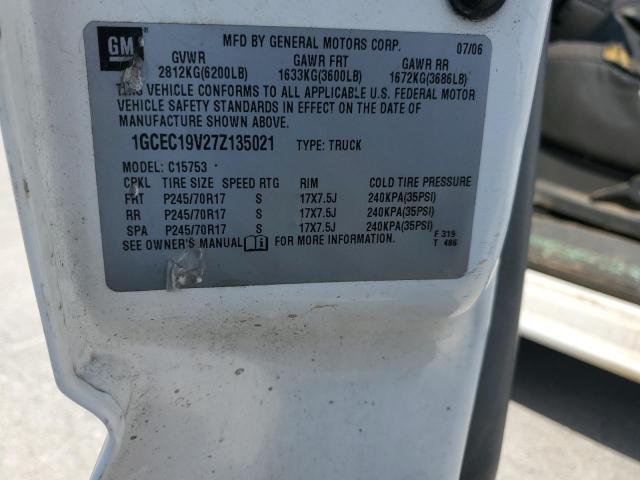 GM
MFD BY GENERAL MOTORS CORP. 07/06
GVWR GAWR FRT GAWR RR
2812KG(6200LB) 1633KG(3600LB) 1672KG(3686LB)
THIS VEHICLE CONFORMS TO ALL APPLICABLE U.S. FEDERAL MOTOR
VEHICLE SAFETY STANDARDS IN EFFECT ON THE DATE OF
MANUFACTURE SHOWN ABOVE.
1GCEC19V27Z135021 TYPE: TRUCK
MODEL: C15753
CPKL TIRE SIZE SPEED RTG RIM COLD TIRE PRESSURE
FRT P245/70R17 S 17X7.5J 240KPA(35PSI)
RR P245/70R17 S 17X7.5J 240KPA(35PSI)
SPA P245/70R17 S 17X7.5J 240KPA(35PSI)
SEE OWNER'S MANUAL FOR MORE INFORMATION. F 319
T 486